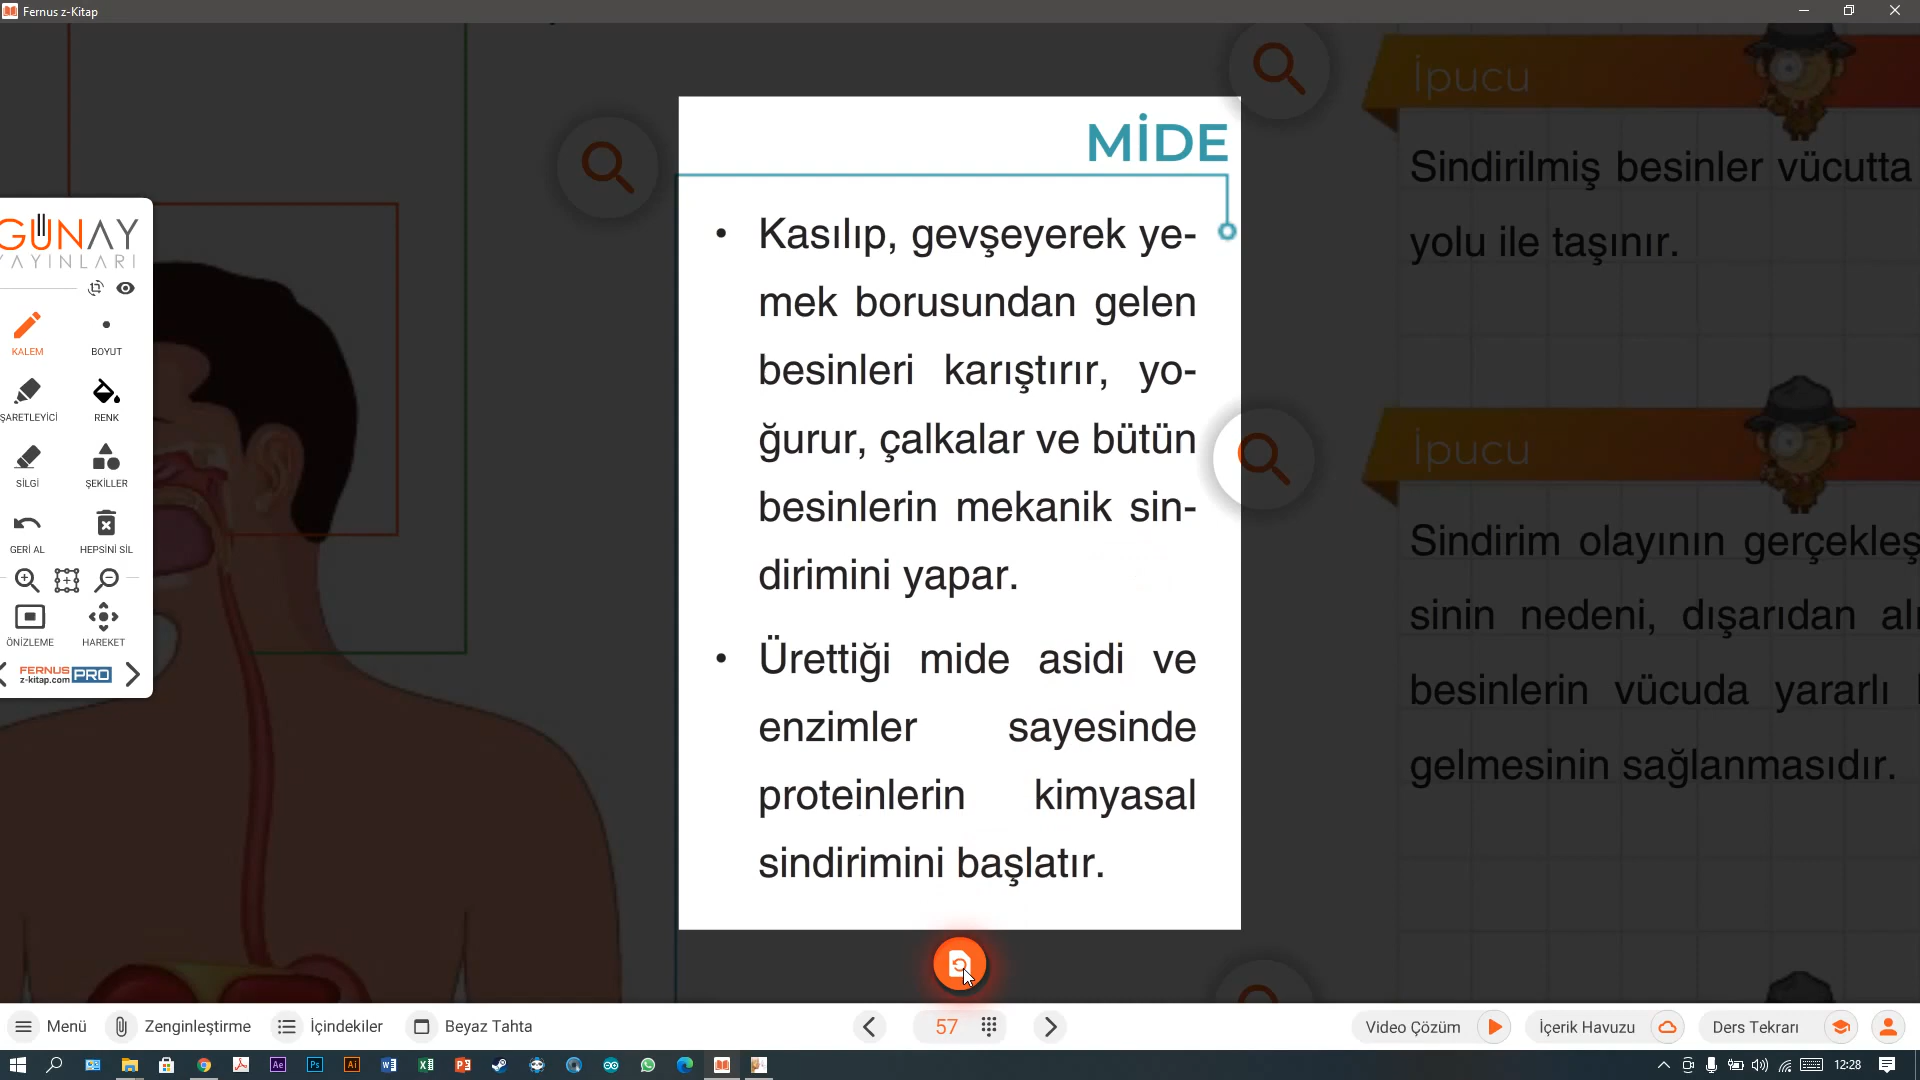 Fernus z-Kitap
MİDE
• Kasılıp, gevşeyerek ye-
mek borusundan gelen
besinleri karıştırır, yo-
ğurur, çalkalar ve bütün
besinlerin mekanik sin-
dirimini yapar.
• Ürettiği mide asidi ve
enzimler sayesinde
proteinlerin kimyasal
sindirimini başlatır.
İpucu
Sindirilmiş besinler vücutta
yolu ile taşınır.
İpucu
Sindirim olayının gerçekleş
sinin nedeni, dışarıdan alı
besinlerin vücuda yararlı
gelmesinin sağlanmasıdır.
GÜNAY
YAYINLARI
KALEM
BOYUT
ŞARETLEYİCİ
RENK
SİLGİ
ŞEKİLLER
GERİ AL
HEPSİNİ SİL
ÖNİZLEME
HAREKET
FERNUS
z-kitap.com PRO
Menü
Zenginleştirme
İçindekiler
Beyaz Tahta
57
Video Çözüm
İçerik Havuzu
Ders Tekrarı
12:28